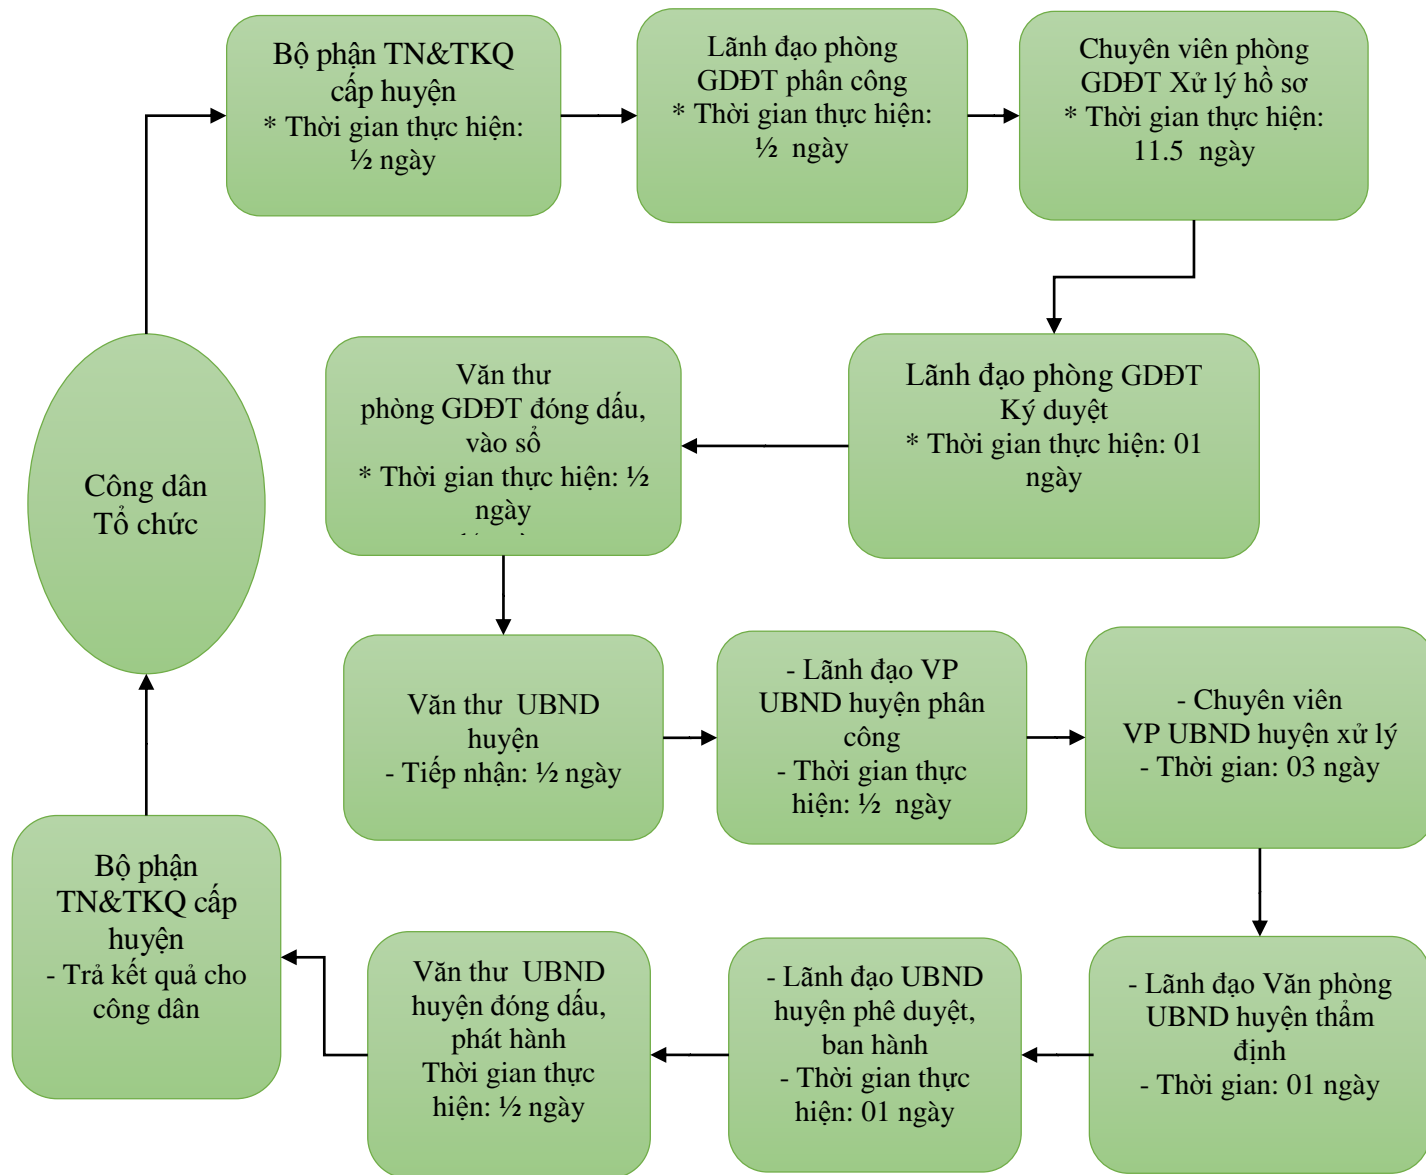 Bộ phận TN&TKQ
cấp huyện
* Thời gian thực hiện:
½ ngày
Lãnh đạo phòng
GDĐT phân công
* Thời gian thực hiện:
½ ngày
Chuyên viên phòng
GDĐT Xử lý hồ sơ
* Thời gian thực hiện:
11.5 ngày
Lãnh đạo phòng GDĐT
Ký duyệt
* Thời gian thực hiện: 01
ngày
Văn thư
phòng GDĐT đóng dấu,
vào sổ
* Thời gian thực hiện: ½
ngày
Công dân
Tổ chức
Văn thư UBND
huyện
- Tiếp nhận: ½ ngày
- Lãnh đạo VP
UBND huyện phân
công
- Thời gian thực
hiện: ½ ngày
- Chuyên viên
VP UBND huyện xử lý
- Thời gian: 03 ngày
- Lãnh đạo Văn phòng
UBND huyện thẩm
định
- Thời gian: 01 ngày
- Lãnh đạo UBND
huyện phê duyệt,
ban hành
- Thời gian thực
hiện: 01 ngày
Văn thư UBND
huyện đóng dấu,
phát hành
Thời gian thực
hiện: ½ ngày
Bộ phận
TN&TKQ cấp
huyện
- Trả kết quả cho
công dân